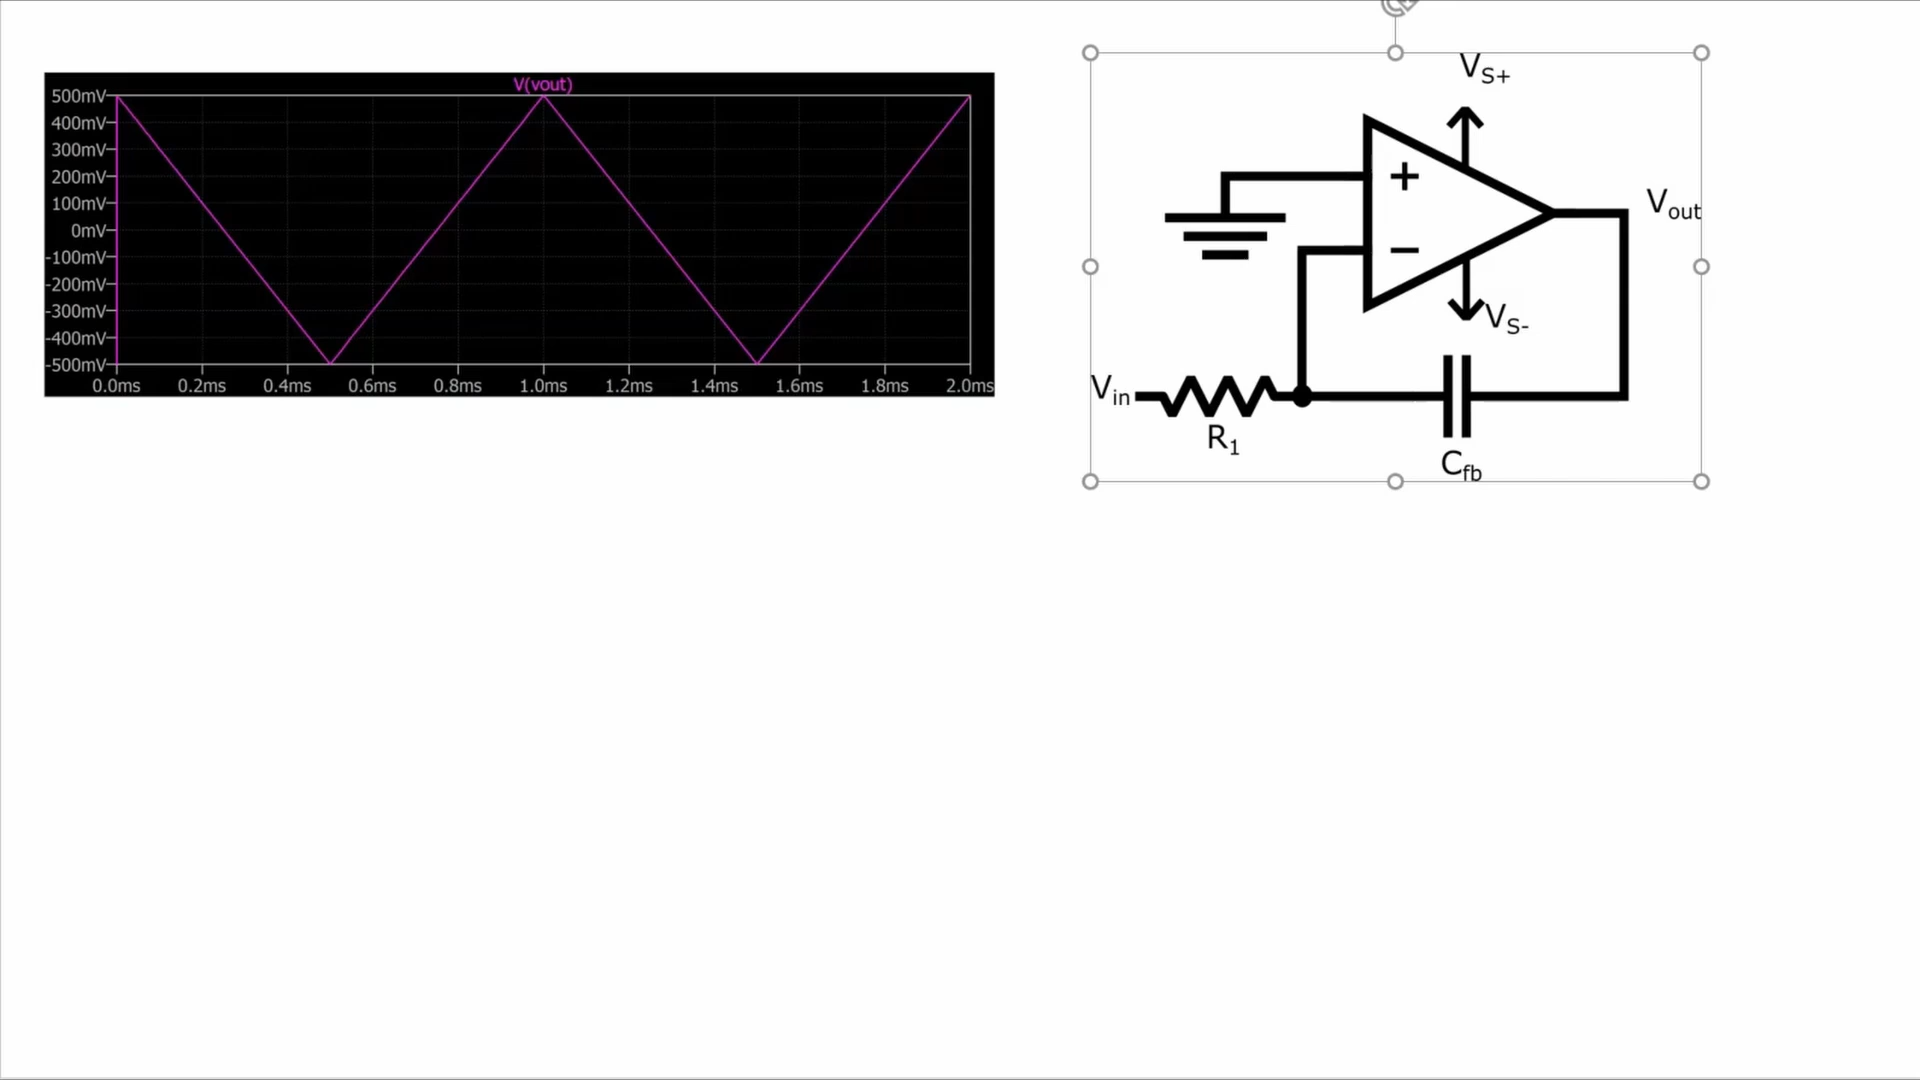 V(vout)
500mV
400mV
300mV
200mV
100mV
0mV
-100mV
-200mV
-300mV
-400mV
-500mV
0.0ms 0.2ms 0.4ms 0.6ms 0.8ms 1.0ms 1.2ms 1.4ms 1.6ms 1.8ms 2.0ms
VS+
+
Vout
−
VS-
Vin
R1
Cfb